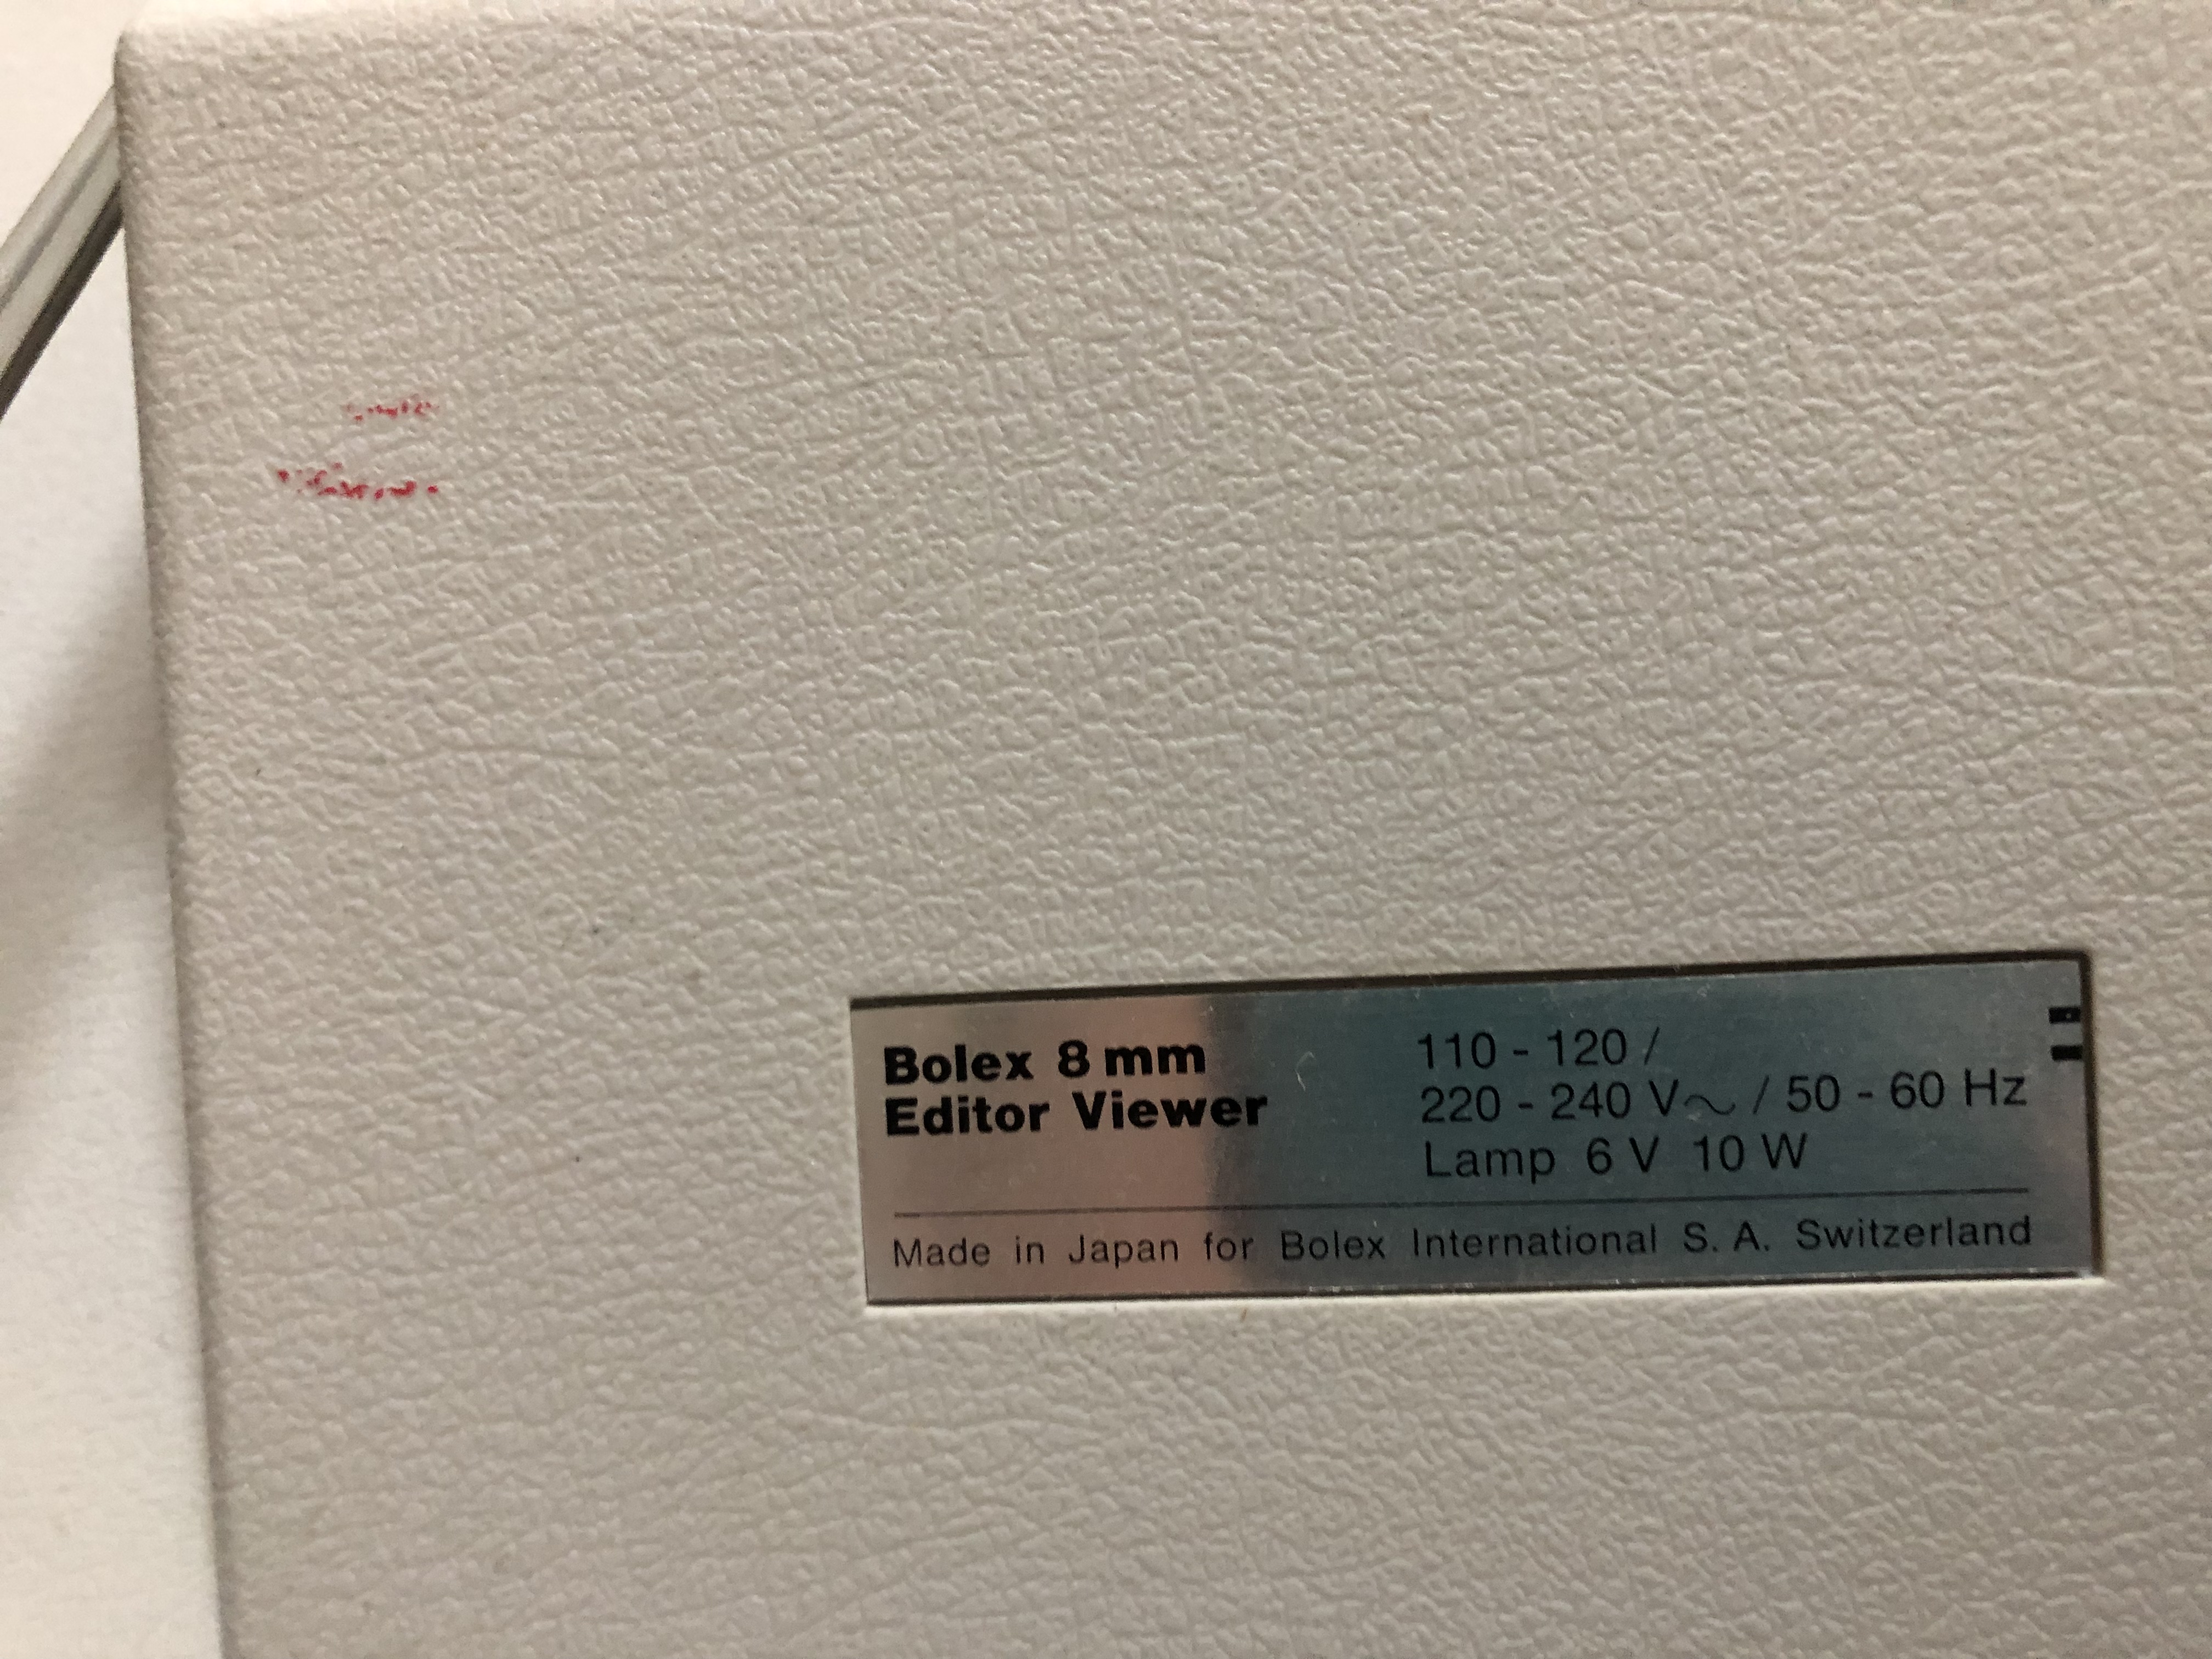 Bolex 8 mm
Editor Viewer
110 - 120 /
220 - 240 V~ / 50 - 60 Hz
Lamp 6 V 10 W
Made in Japan for Bolex International S. A. Switzerland